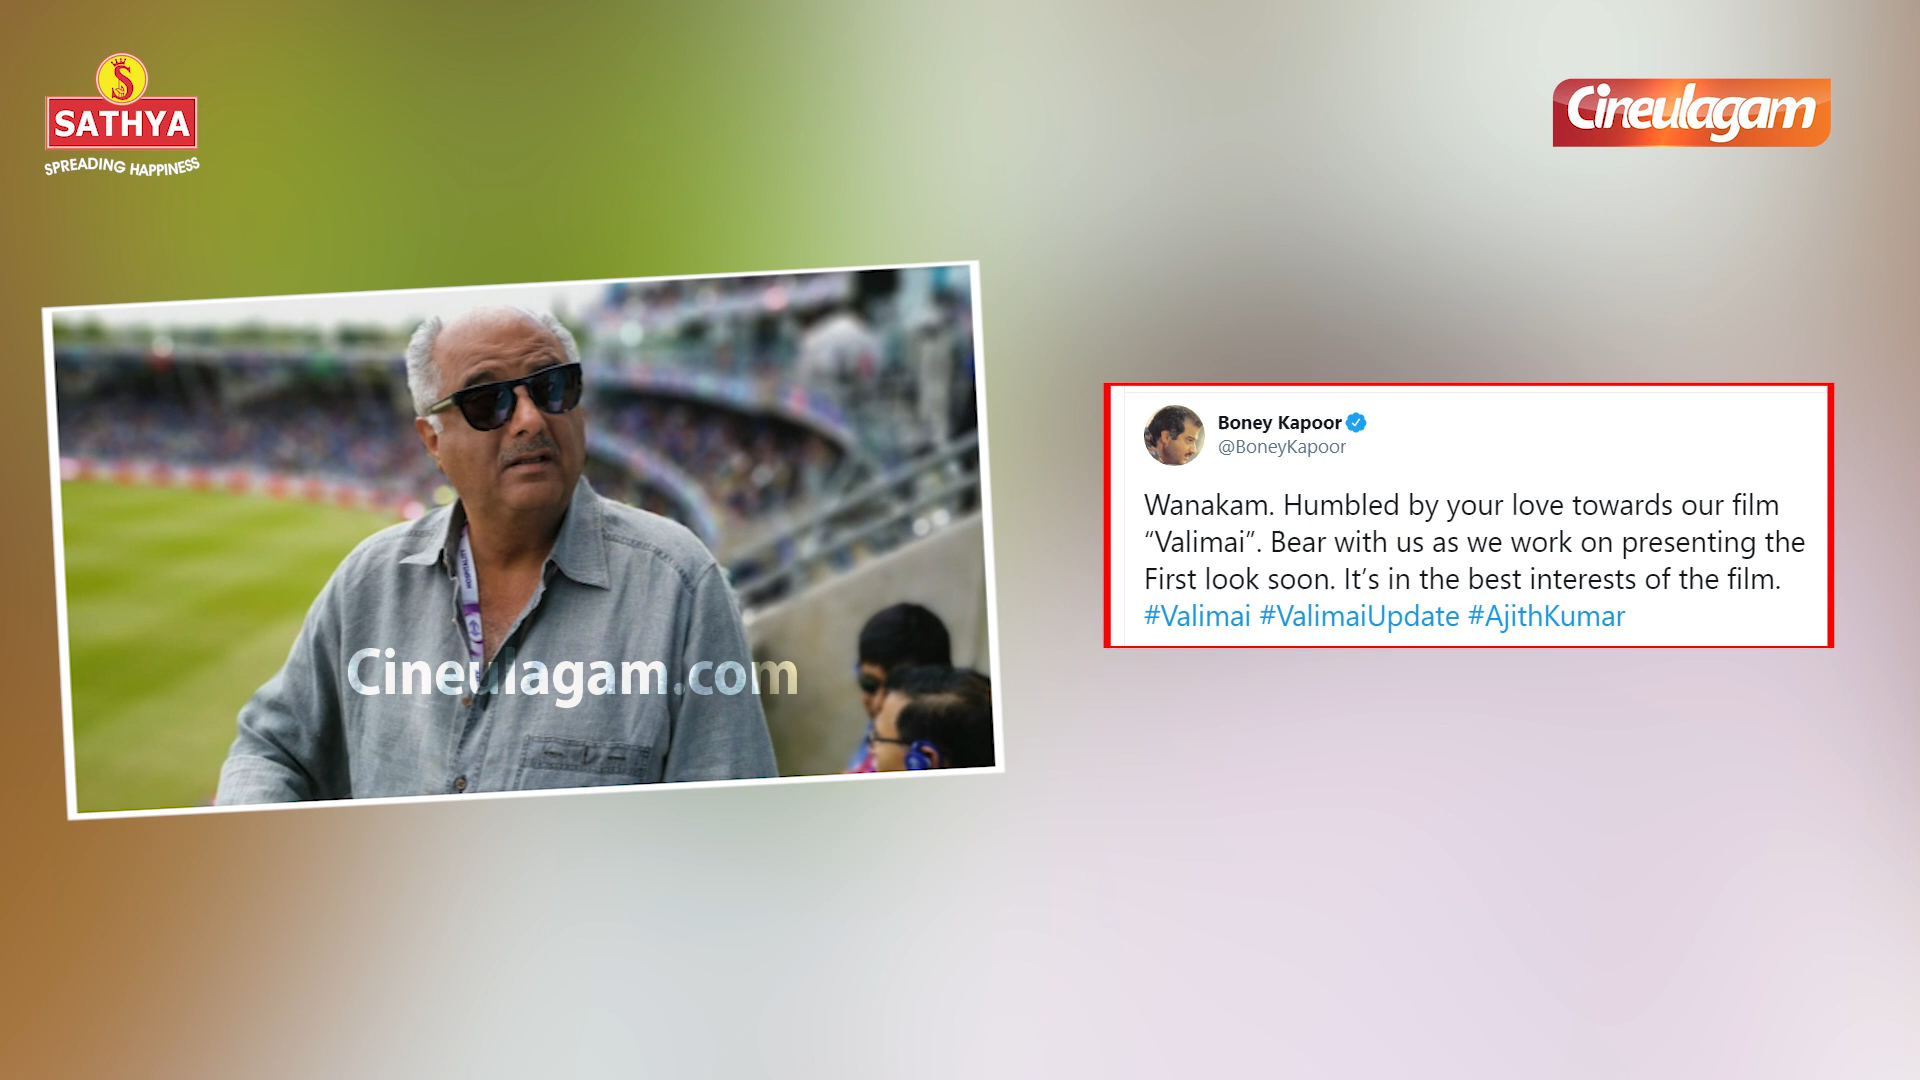 S
SATHYA
SPREADING HAPPINESS
Cineulagam
HOSPITALITY
Cineulagam.com
Boney Kapoor
@BoneyKapoor
Wanakam. Humbled by your love towards our film
“Valimai”. Bear with us as we work on presenting the
First look soon. It’s in the best interests of the film.
#Valimai #ValimaiUpdate #AjithKumar